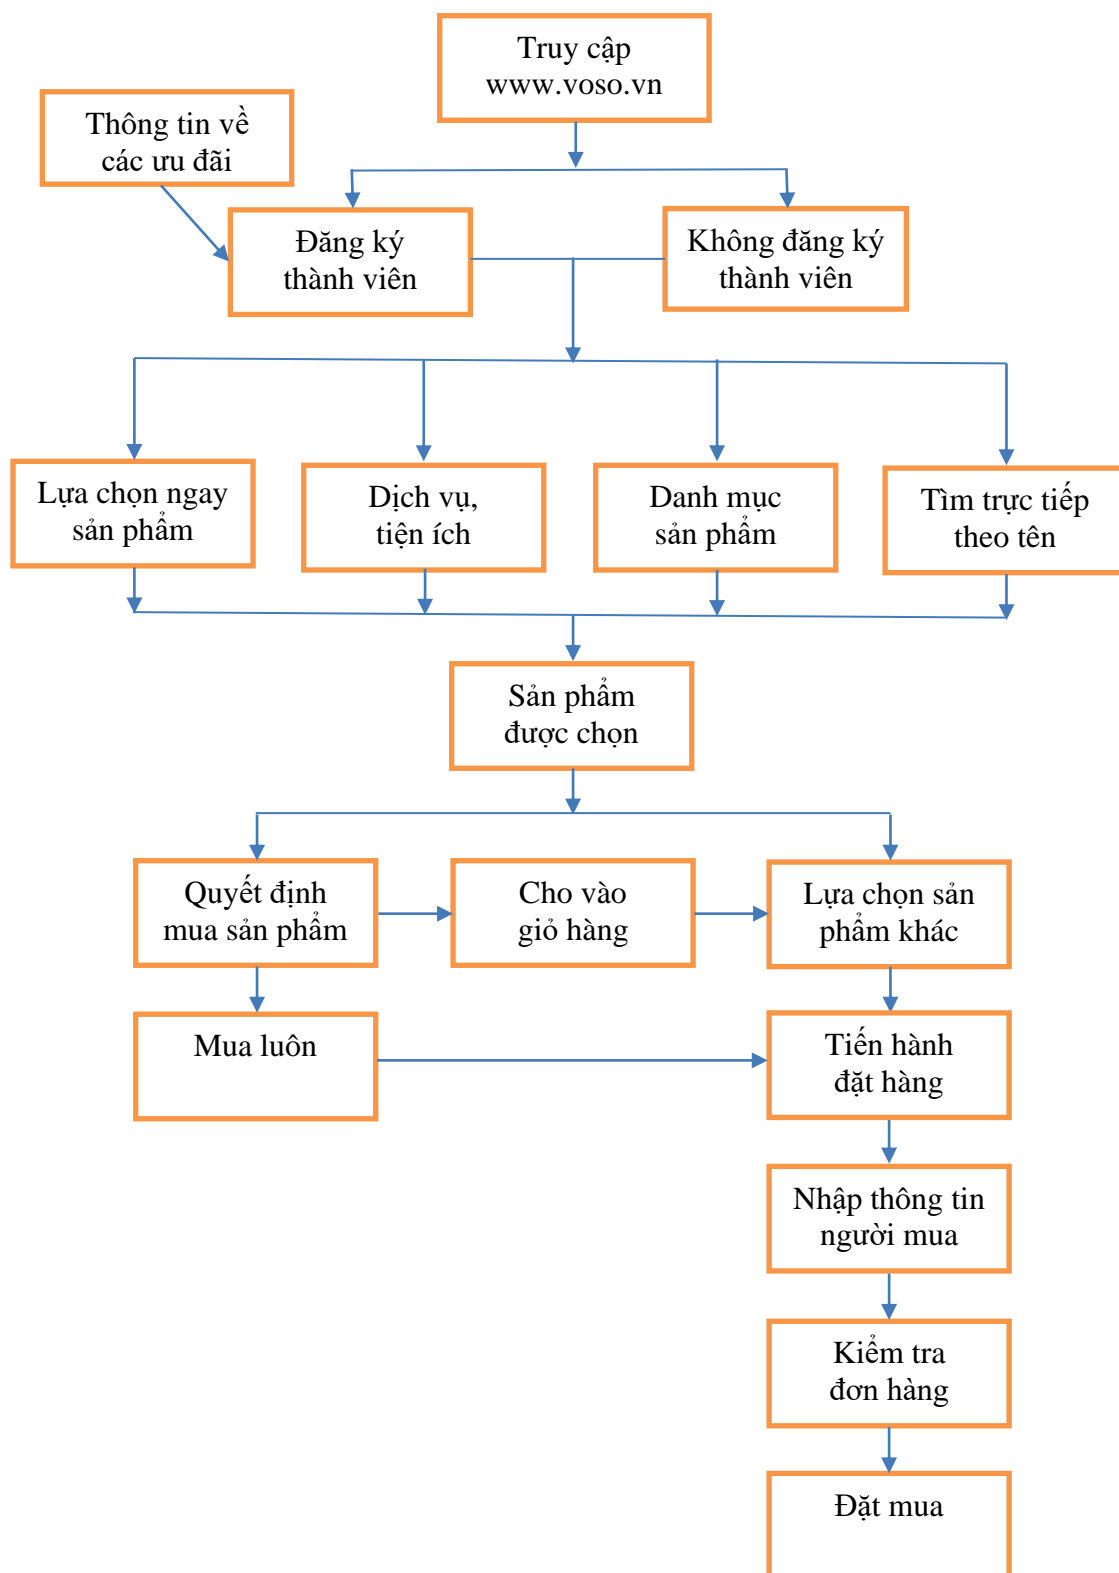 Truy cập
www.voso.vn
Thông tin về
các ưu đãi
Đăng ký
thành viên
Không đăng ký
thành viên
Lựa chọn ngay
sản phẩm
Dịch vụ,
tiện ích
Danh mục
sản phẩm
Tìm trực tiếp
theo tên
Sản phẩm
được chọn
Quyết định
mua sản phẩm
Cho vào
giỏ hàng
Lựa chọn sản
phẩm khác
Mua luôn
Tiến hành
đặt hàng
Nhập thông tin
người mua
Kiểm tra
đơn hàng
Đặt mua